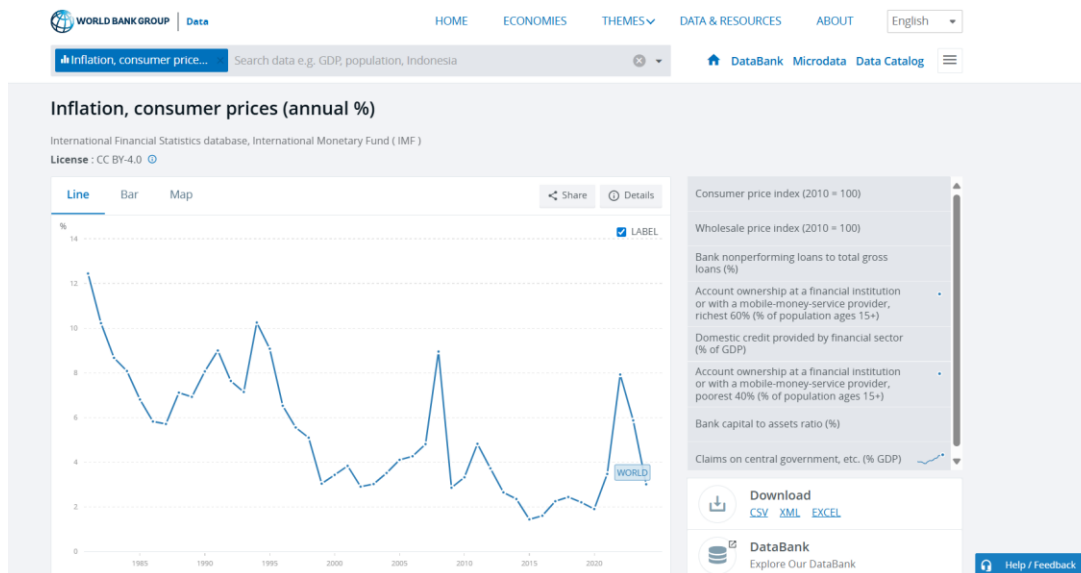 WORLD BANK GROUP Data
HOME ECONOMIES THEMES DATA & RESOURCES ABOUT English
Inflation, consumer price... × Search data e.g. GDP, population, Indonesia
DataBank Microdata Data Catalog
Inflation, consumer prices (annual %)
International Financial Statistics database, International Monetary Fund ( IMF )
License : CC BY-4.0
Line Bar Map Share Details
%
LABEL
14
12
10
8
6
4
2
0
WORLD
1985 1990 1995 2000 2005 2010 2015 2020
Consumer price index (2010 = 100)
Wholesale price index (2010 = 100)
Bank nonperforming loans to total gross
loans (%)
Account ownership at a financial institution
or with a mobile-money-service provider,
richest 60% (% of population ages 15+)
Domestic credit provided by financial sector
(% of GDP)
Account ownership at a financial institution
or with a mobile-money-service provider,
poorest 40% (% of population ages 15+)
Bank capital to assets ratio (%)
Claims on central government, etc. (% GDP)
Download
CSV XML EXCEL
DataBank
Explore Our DataBank
Help / Feedback